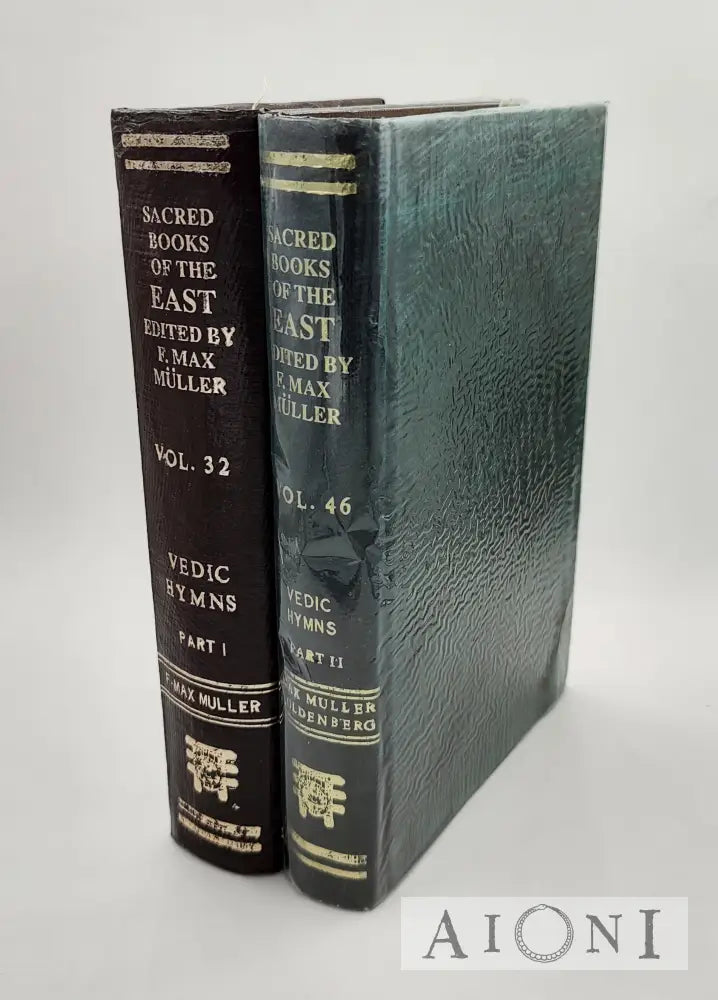 SACRED
BOOKS
OF THE
EAST
EDITED BY
F. MAX
MÜLLER
VOL. 32
VEDIC
HYMNS
PART I
F. MAX MULLER
SACRED
BOOKS
OF THE
EAST
EDITED BY
F. MAX
MÜLLER
VOL. 46
VEDIC
HYMNS
PART II
MULLER
AIONI